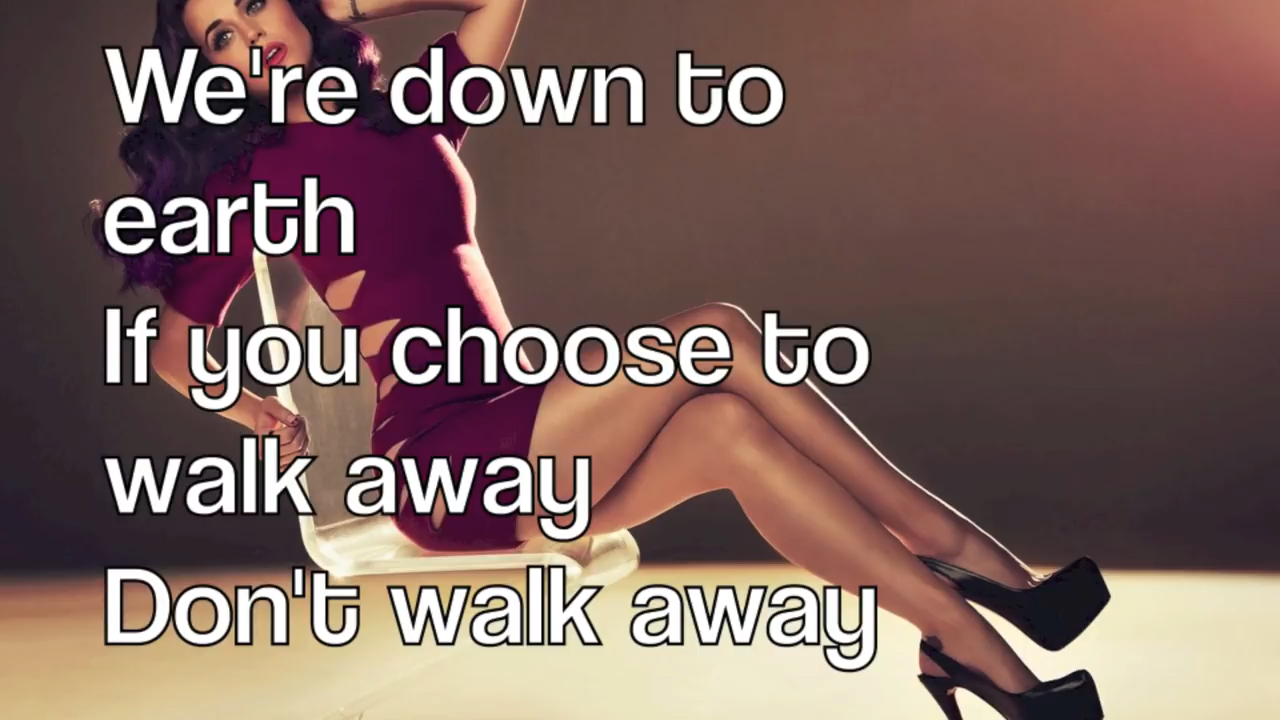 We're down to
earth
If you choose to
walk away
Don't walk away